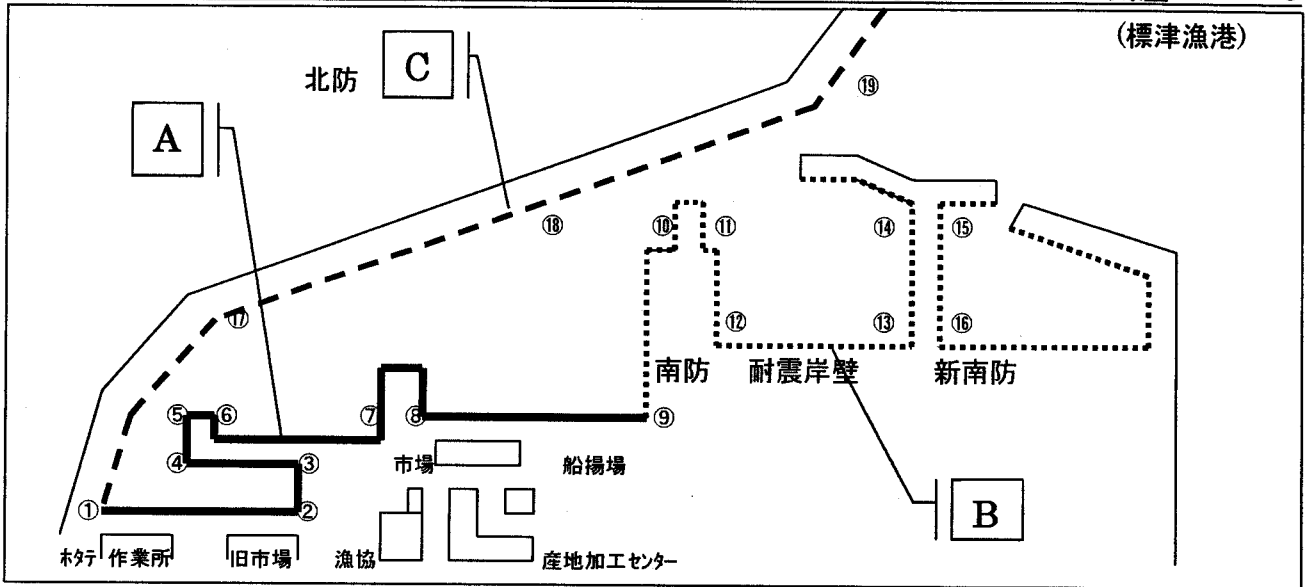 (標津漁港)
北防
C
A
B
⑲
⑱
⑩
⑪
⑭
⑮
⑰
⑫
⑬
⑯
南防
耐震岸壁
新南防
⑤
⑥
⑦
⑧
⑨
④
③
市場
船揚場
①
②
ホタテ 作業所
旧市場
漁協
産地加工センター